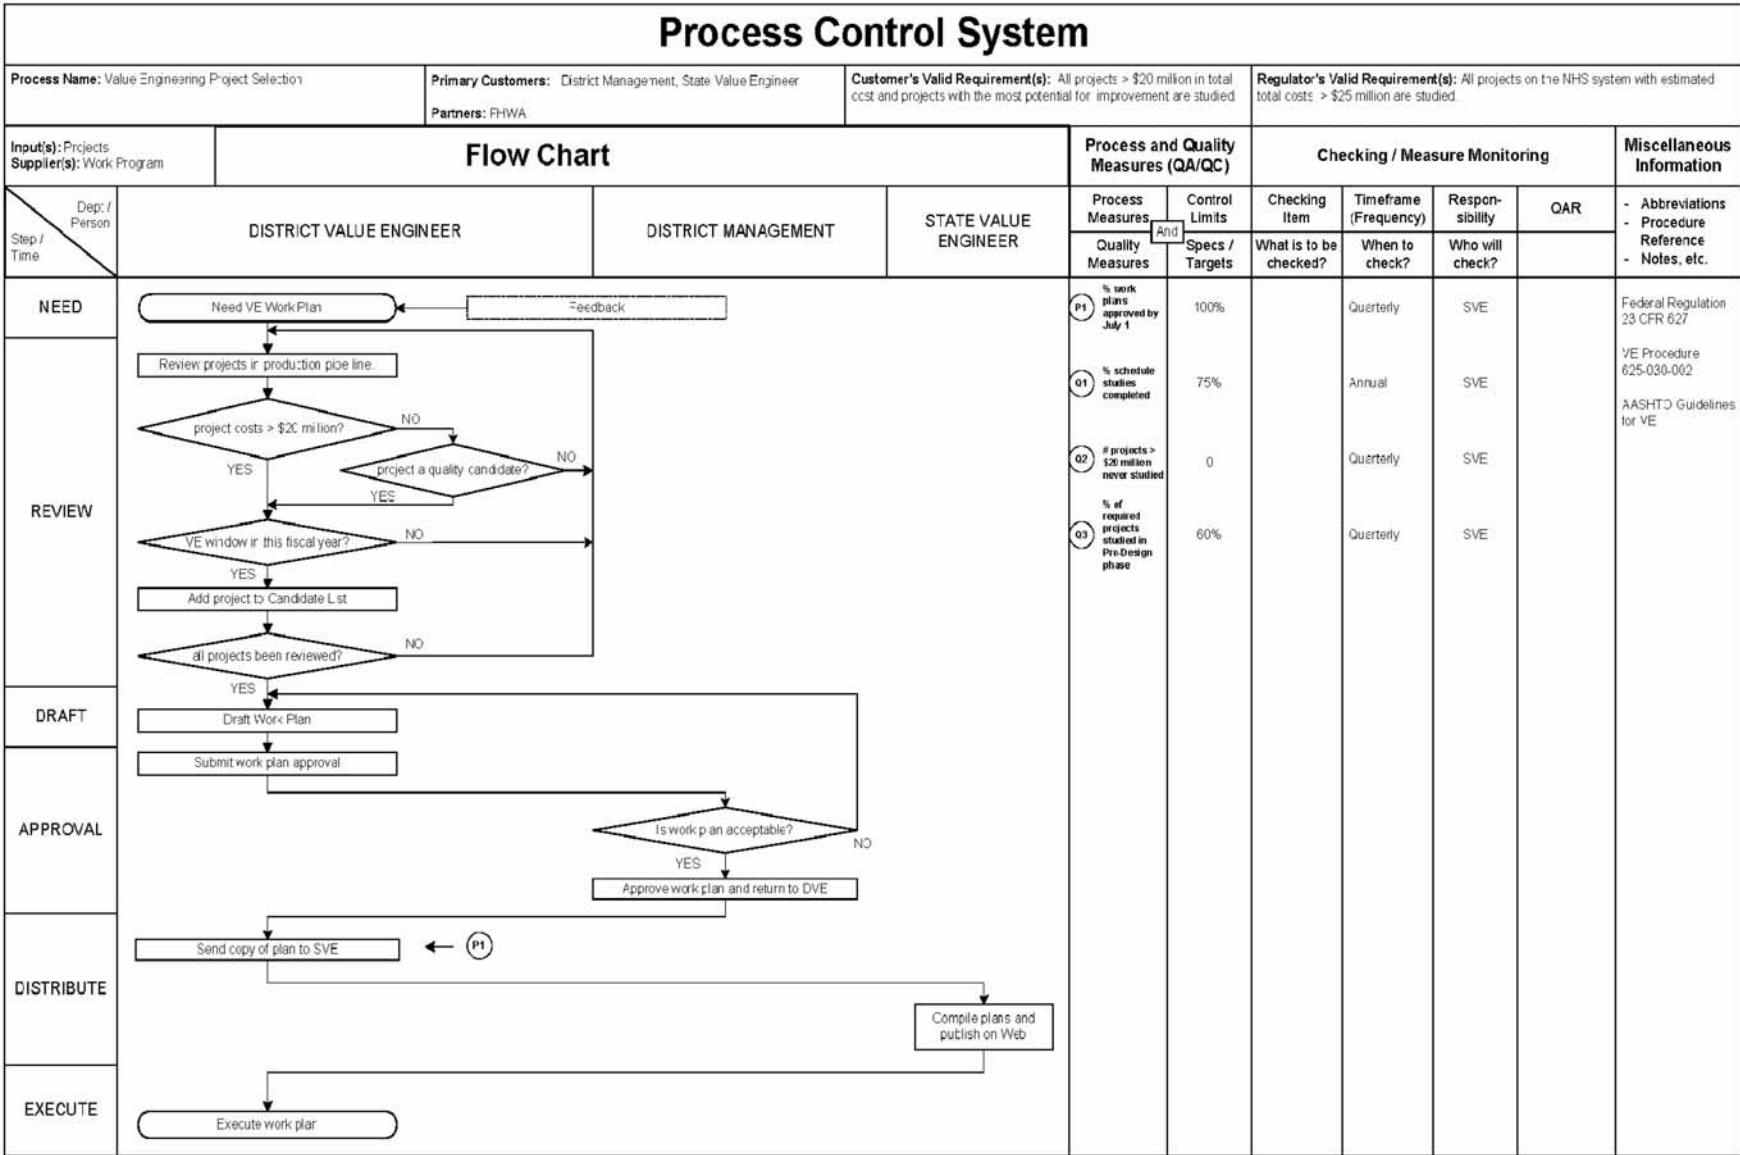 Process Control System
Process Name: Value Engineering Project Selection
Primary Customers: District Management, State Value Engineer
Partners: FHWA
Customer's Valid Requirement(s): All projects > $20 million in total
cost and projects with the most potential for improvement are studied
Regulator's Valid Requirement(s): All projects on the NHS system with estimated
total costs > $25 million are studied.
Input(s): Projects
Supplier(s): Work Program
Flow Chart
Process and Quality
Measures (QA/QC)
Checking / Measure Monitoring
Miscellaneous
Information
Dept /
Person
Step /
Time
DISTRICT VALUE ENGINEER
DISTRICT MANAGEMENT
STATE VALUE
ENGINEER
Process
Measures
Control
Limits
And
Quality
Measures
Specs /
Targets
Checking
Item
What is to be
checked?
Timeframe
(Frequency)
When to
check?
Respon-
sibility
Who will
check?
QAR
- Abbreviations
- Procedure
Reference
- Notes, etc.
NEED
Need VE Work Plan
Feedback
REVIEW
Review projects in production pipe line.
project costs > $20 million?
NO
YES
project a quality candidate?
NO
YES
VE window in this fiscal year?
NO
YES
Add project to Candidate List
all projects been reviewed?
NO
YES
DRAFT
Draft Work Plan
APPROVAL
Submit work plan approval
Is work plan acceptable?
NO
YES
Approve work plan and return to DVE
DISTRIBUTE
Send copy of plan to SVE
P1
Compile plans and
publish on Web
EXECUTE
Execute work plan
P1
% work
plans
approved by
July 1
100%
Quarterly
SVE
Q1
% schedule
studies
completed
75%
Annual
SVE
Q2
# projects >
$20 million
never studied
0
Quarterly
SVE
Q3
% of
required
projects
studied in
Pre-Design
phase
60%
Quarterly
SVE
Federal Regulation
23 CFR 627
VE Procedure
625-030-002
AASHTO Guidelines
for VE